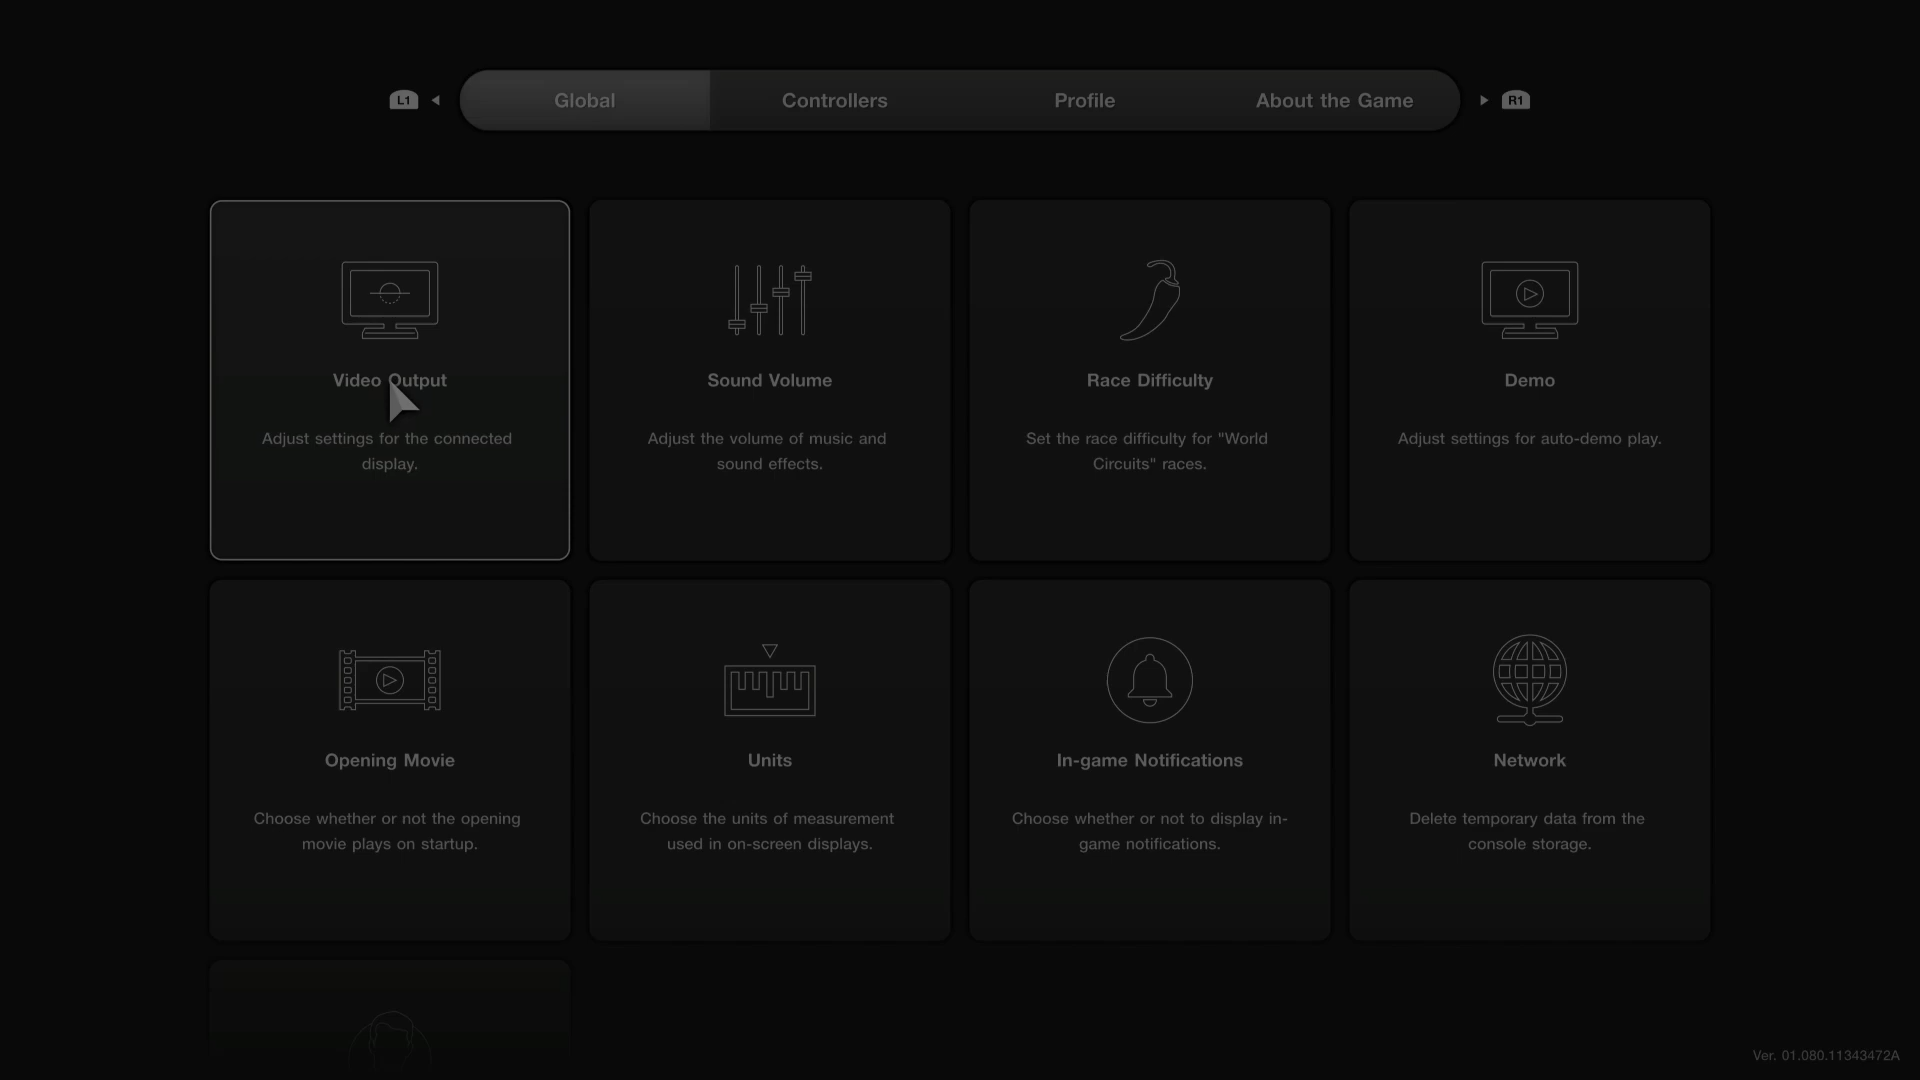 L1
Global
Controllers
Profile
About the Game
R1
Video Output
Adjust settings for the connected
display.
Sound Volume
Adjust the volume of music and
sound effects.
Race Difficulty
Set the race difficulty for "World
Circuits" races.
Demo
Adjust settings for auto-demo play.
Opening Movie
Choose whether or not the opening
movie plays on startup.
Units
Choose the units of measurement
used in on-screen displays.
In-game Notifications
Choose whether or not to display in-
game notifications.
Network
Delete temporary data from the
console storage.
Ver. 01.080.11343472A